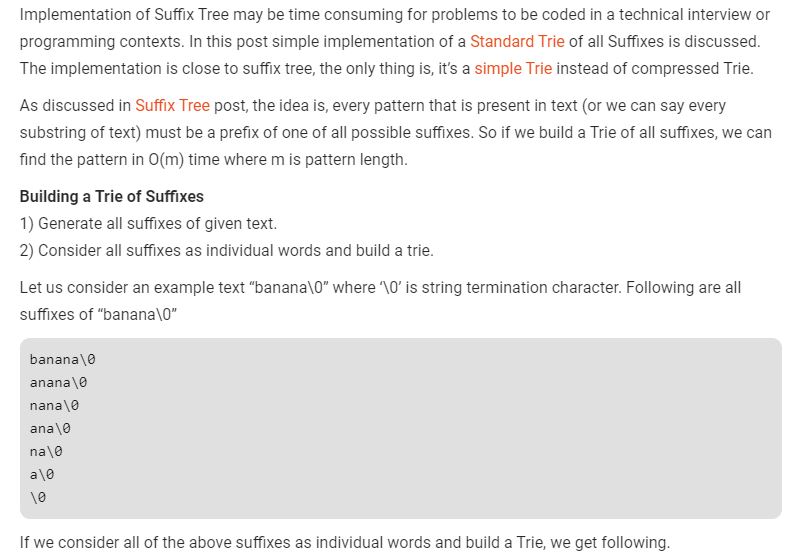 Implementation of Suffix Tree may be time consuming for problems to be coded in a technical interview or
programming contexts. In this post simple implementation of a Standard Trie of all Suffixes is discussed.
The implementation is close to suffix tree, the only thing is, it's a simple Trie instead of compressed Trie.
As discussed in Suffix Tree post, the idea is, every pattern that is present in text (or we can say every
substring of text) must be a prefix of one of all possible suffixes. So if we build a Trie of all suffixes, we can
find the pattern in O(m) time where m is pattern length.
Building a Trie of Suffixes
1) Generate all suffixes of given text.
2) Consider all suffixes as individual words and build a trie.
Let us consider an example text “banana\0” where ‘\0’ is string termination character. Following are all
suffixes of “banana\0”
banana\0
anana\0
nana\0
ana\0
na\0
a\0
\0
If we consider all of the above suffixes as individual words and build a Trie, we get following.